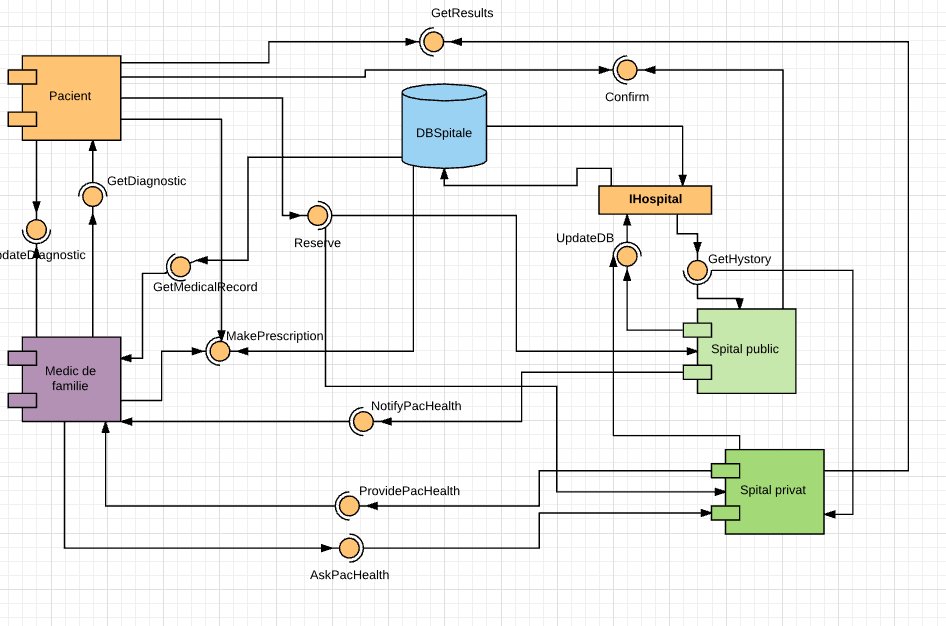 GetResults
Pacient
Confirm
DBSpitale
GetDiagnostic
IHospital
Reserve
UpdateDB
pdateDiagnostic
GetHystory
GetMedicalRecord
MakePrescription
Spital public
Medic de
familie
NotifyPacHealth
ProvidePacHealth
Spital privat
AskPacHealth